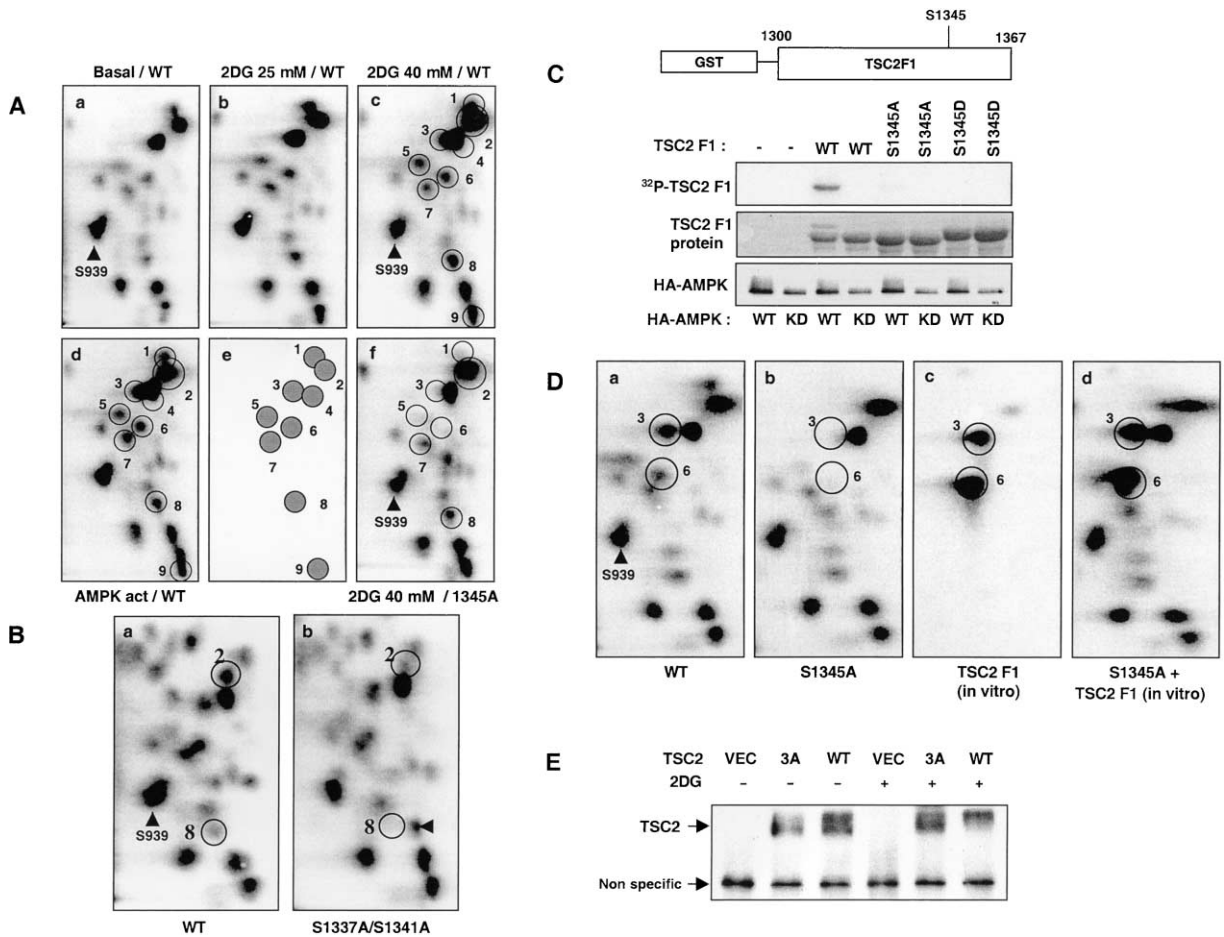 A
Basal / WT
2DG 25 mM / WT
2DG 40 mM / WT
a
S939
b
c
1
2
3
4
5
6
7
8
9
S939
d
1
2
3
4
5
6
7
8
9
e
1
2
3
4
5
6
7
8
9
f
1
2
3
4
5
6
7
8
S939
AMPK act / WT
2DG 40 mM / 1345A
B
a
2
S939
8
b
2
8
WT
S1337A/S1341A
C
S1345
1300
1367
GST
TSC2F1
TSC2 F1 : - - WT WT S1345A S1345A S1345D S1345D
32P-TSC2 F1
TSC2 F1
protein
HA-AMPK
HA-AMPK : WT KD WT KD WT KD WT KD
D
a
3
6
S939
b
3
6
c
3
6
d
3
6
WT
S1345A
TSC2 F1
(in vitro)
S1345A +
TSC2 F1 (in vitro)
E
TSC2 VEC 3A WT VEC 3A WT
2DG - - - + + +
TSC2
Non specific